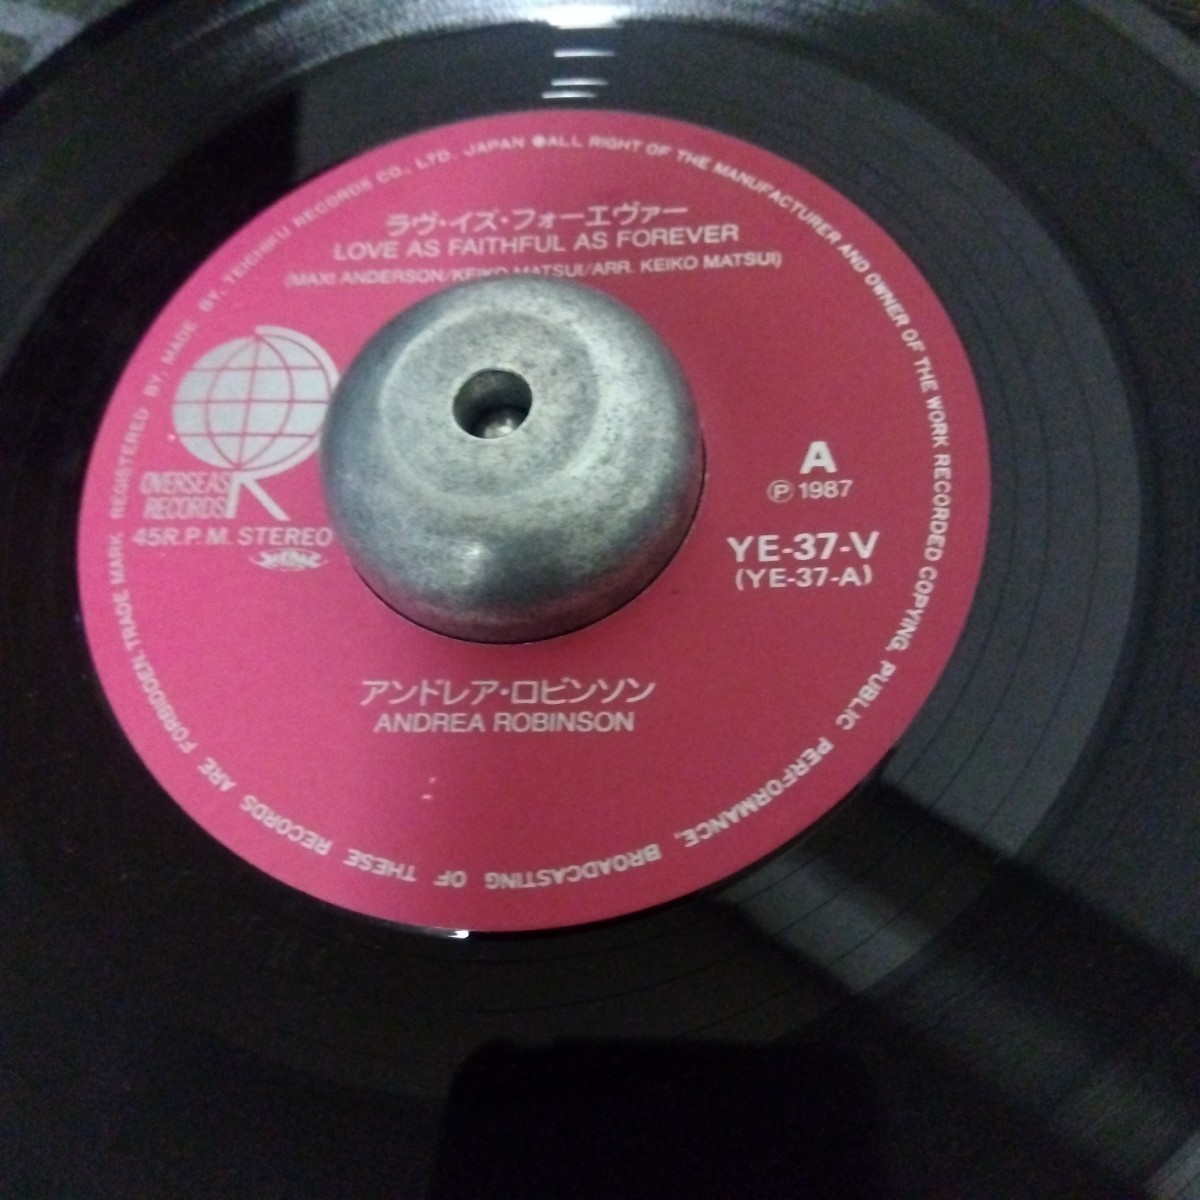 MADE BY, TEICHIKU RECORDS CO., LTD. JAPAN ●ALL RIGHT OF THE MANUFACTURER AND OWNER OF THE WORK RECORDED COPYING, PUBLIC PERFORMANCE, BROADCASTING OF THESE RECORDS ARE FORBIDDEN. TRADE MARK REGISTERED BY.
ラヴ・イズ・フォーエヴァー
LOVE AS FAITHFUL AS FOREVER
(MAXI ANDERSON/KEIKO MATSUI/ARR. KEIKO MATSUI)
OVERSEAS
RECORDS
45R.P.M. STEREO
A
Ⓟ 1987
YE-37-V
(YE-37-A)
アンドレア・ロビンソン
ANDREA ROBINSON